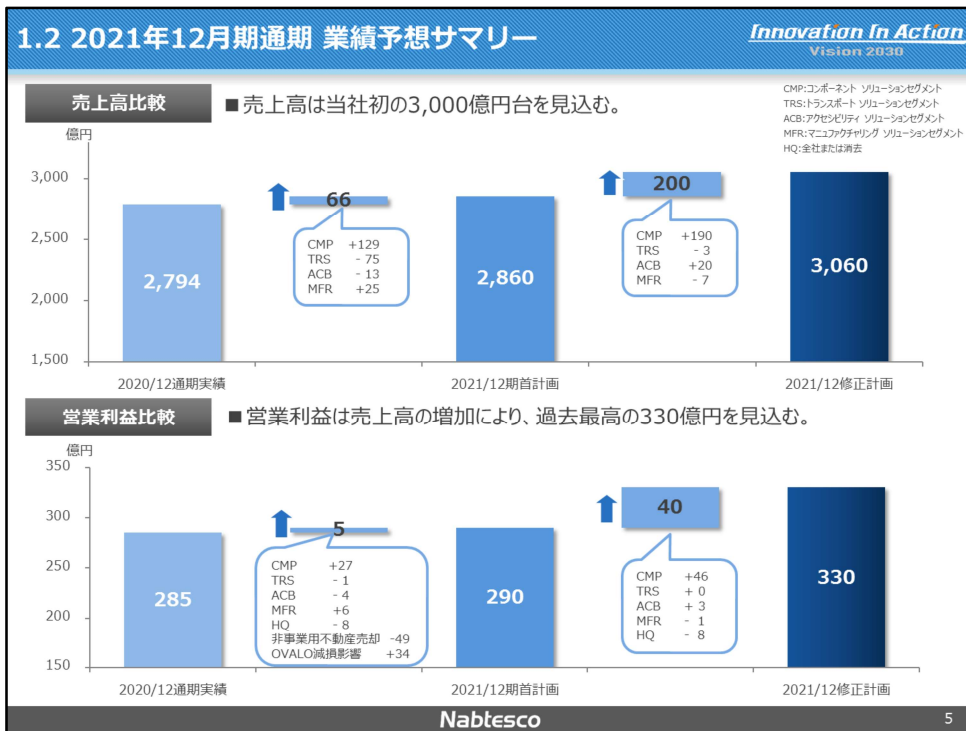 1.2 2021年12月期通期 業績予想サマリー
Innovation In Action
Vision 2030
売上高比較
■売上高は当社初の3,000億円台を見込む。
CMP:コンポーネント ソリューションセグメント
TRS:トランスポート ソリューションセグメント
ACB:アクセシビリティ ソリューションセグメント
MFR:マニュファクチャリング ソリューションセグメント
HQ:全社または消去
億円
3,000
2,500
2,000
1,500
2,794
66
CMP +129
TRS - 75
ACB - 13
MFR +25
2,860
200
CMP +190
TRS - 3
ACB +20
MFR - 7
3,060
2020/12通期実績
2021/12期首計画
2021/12修正計画
営業利益比較
■営業利益は売上高の増加により、過去最高の330億円を見込む。
億円
350
300
250
200
150
285
5
CMP +27
TRS - 1
ACB - 4
MFR +6
HQ - 8
非事業用不動産売却 -49
OVALO減損影響 +34
290
40
CMP +46
TRS + 0
ACB + 3
MFR - 1
HQ - 8
330
2020/12通期実績
2021/12期首計画
2021/12修正計画
Nabtesco
5